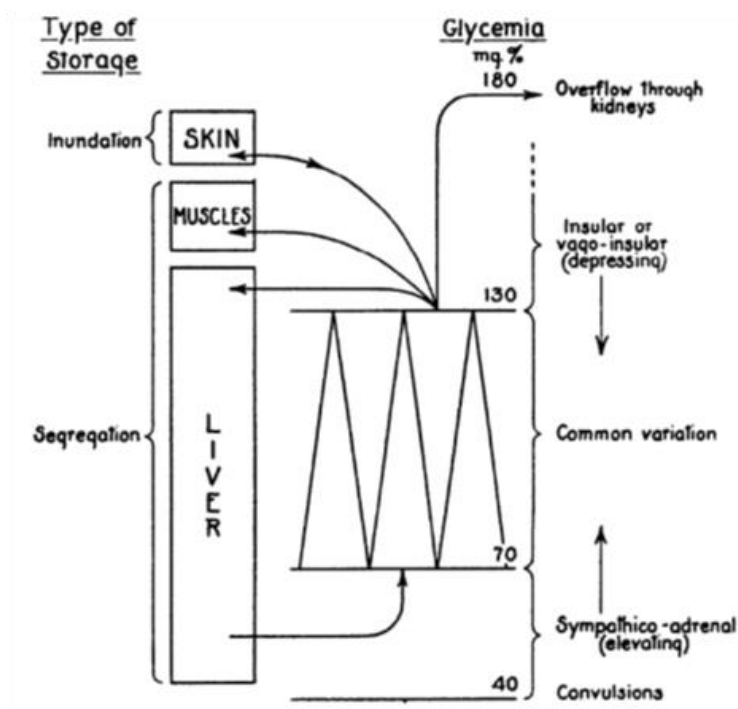 Type of
Storage
Glycemia
mg.%
180
Overflow through
kidneys
Inundation
SKIN
MUSCLES
Insular or
vago-insular
(depressing)
130
Segregation
LIVER
Common variation
70
Sympathico-adrenal
(elevating)
40
Convulsions